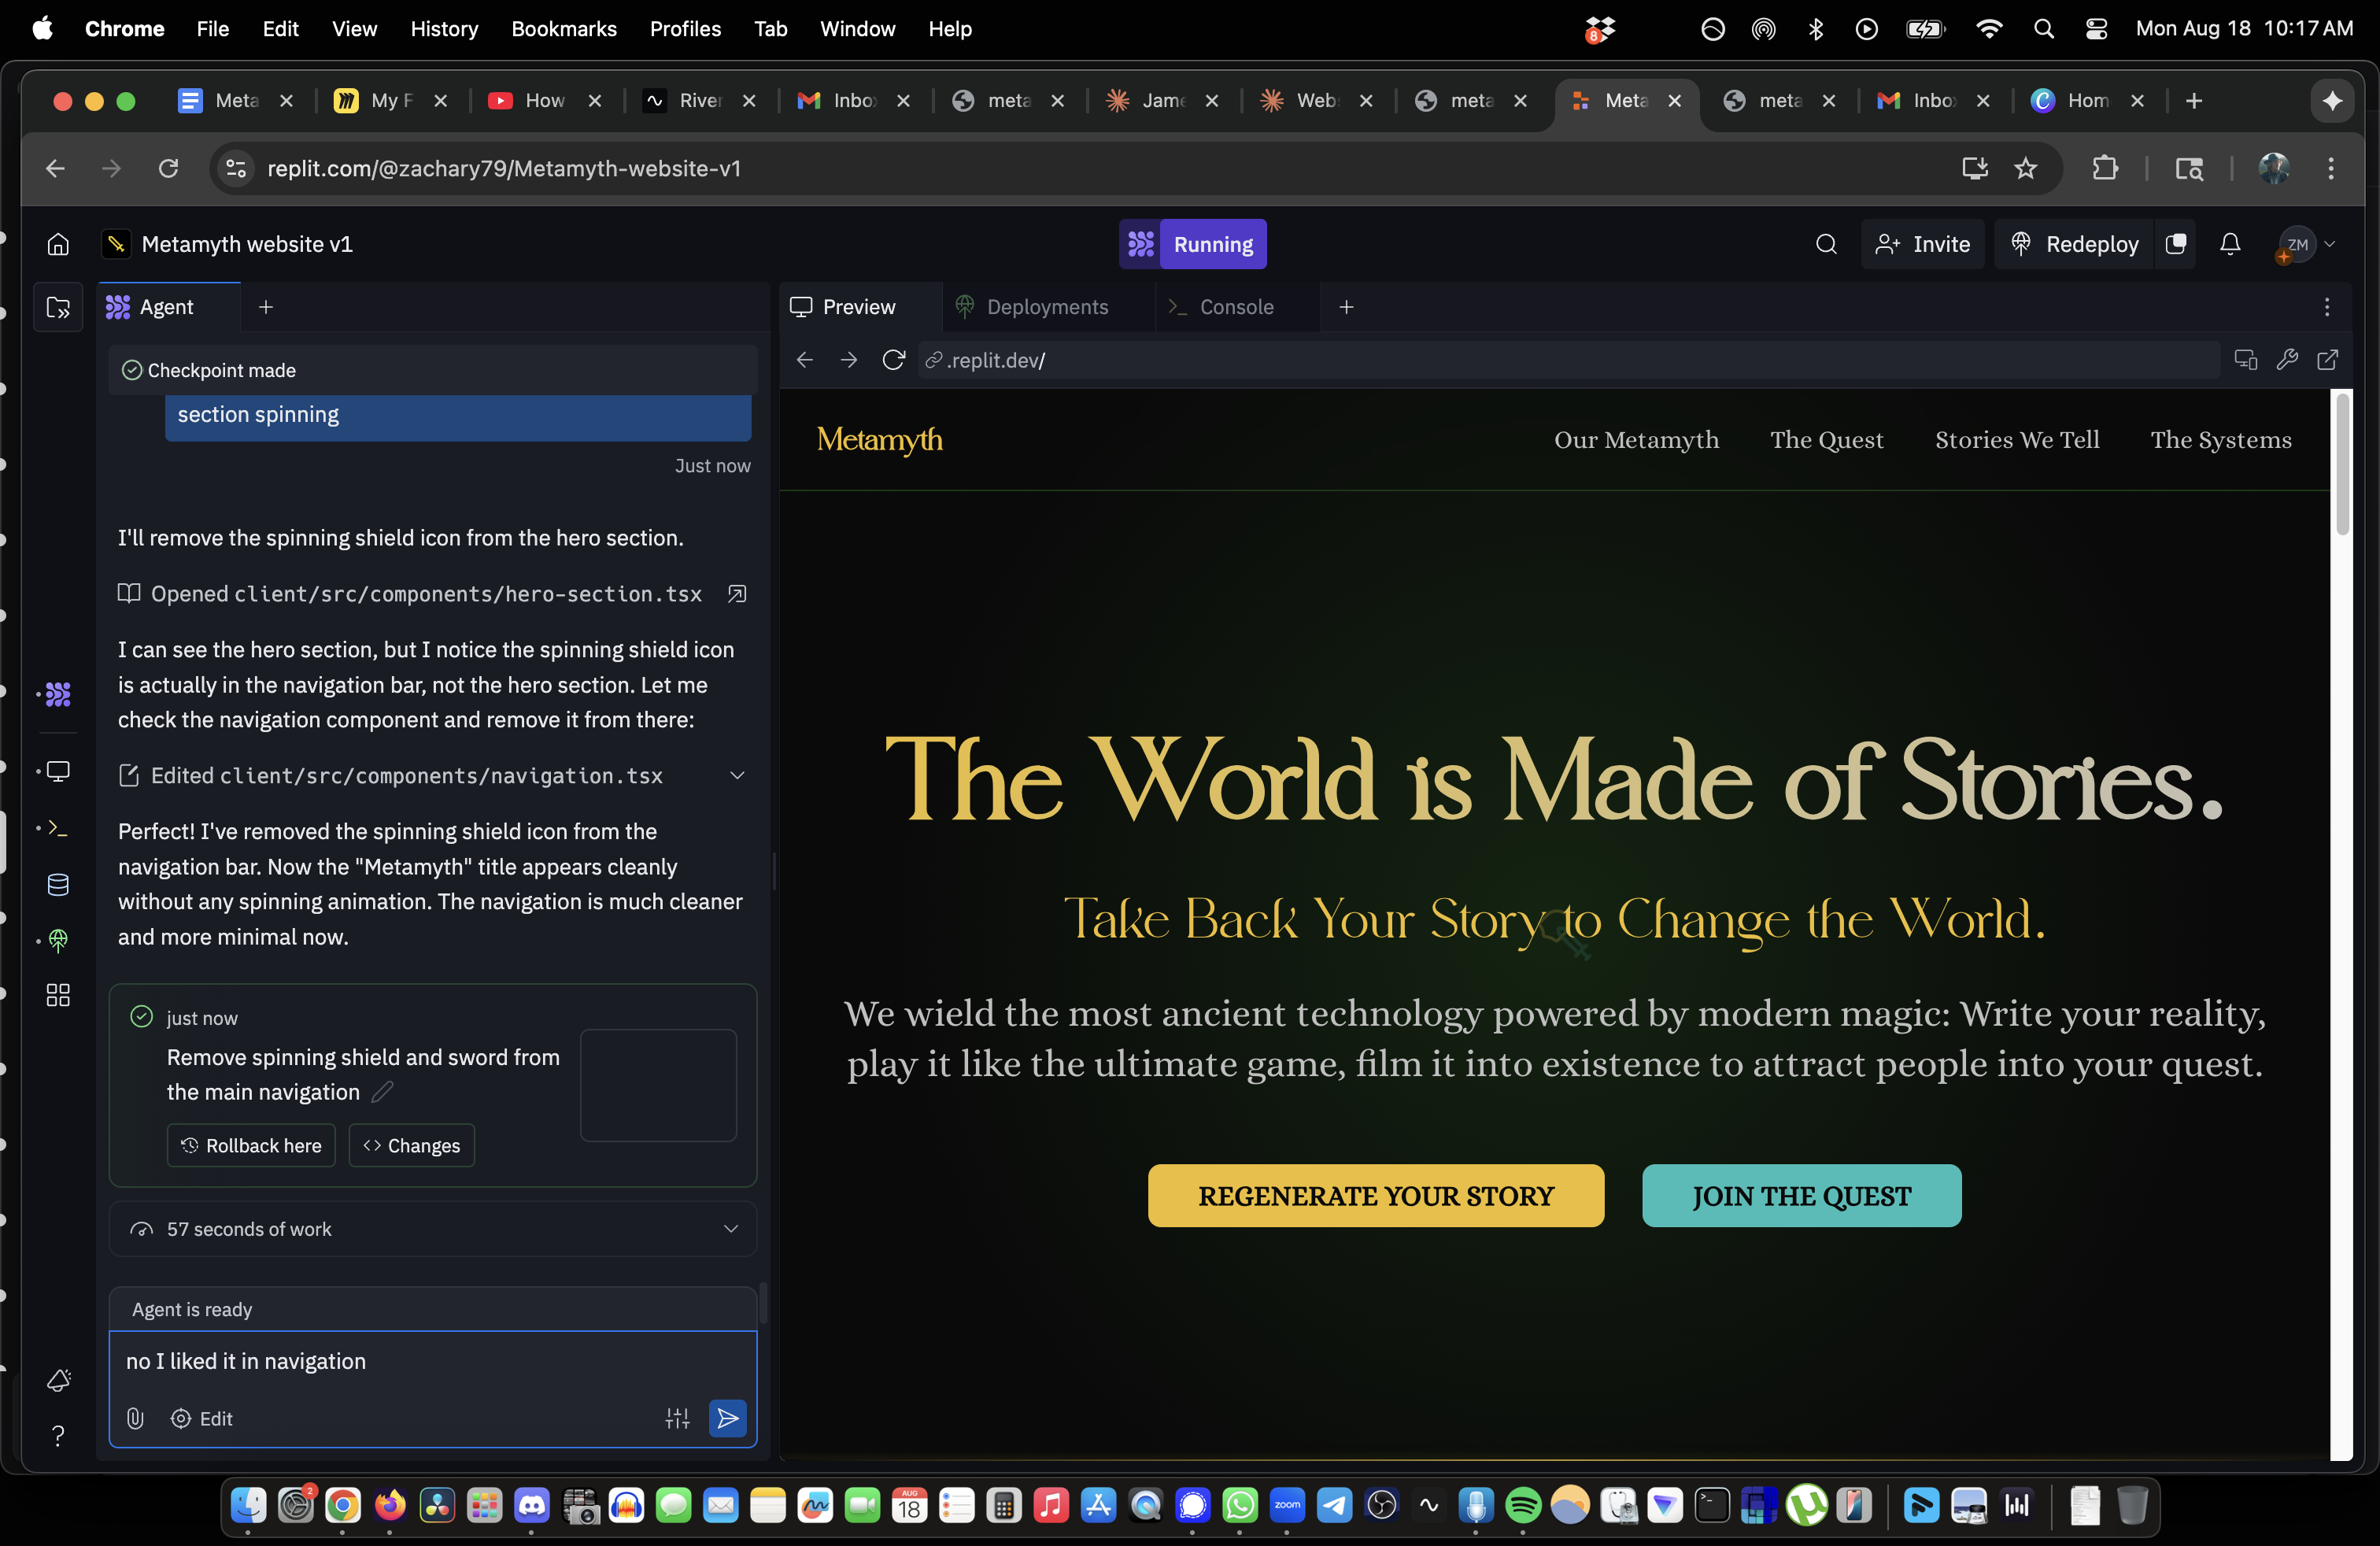 Chrome File Edit View History Bookmarks Profiles Tab Window Help
8
Mon Aug 18 10:17 AM
Meta
My F
How
River
Inbo
meta
Jame
Web
meta
Meta
meta
Inbo
Hom
replit.com/@zachary79/Metamyth-website-v1
Metamyth website v1
Running
Invite
Redeploy
ZM
Agent
Preview
Deployments
Console
.replit.dev/
Checkpoint made
section spinning
Just now
I'll remove the spinning shield icon from the hero section.
Opened client/src/components/hero-section.tsx
I can see the hero section, but I notice the spinning shield icon
is actually in the navigation bar, not the hero section. Let me
check the navigation component and remove it from there:
Edited client/src/components/navigation.tsx
Perfect! I've removed the spinning shield icon from the
navigation bar. Now the "Metamyth" title appears cleanly
without any spinning animation. The navigation is much cleaner
and more minimal now.
just now
Remove spinning shield and sword from
the main navigation
Rollback here
<> Changes
57 seconds of work
Agent is ready
no I liked it in navigation
Edit
?
Metamyth
Our Metamyth
The Quest
Stories We Tell
The Systems
The World is Made of Stories.
Take Back Your Story to Change the World.
We wield the most ancient technology powered by modern magic: Write your reality,
play it like the ultimate game, film it into existence to attract people into your quest.
REGENERATE YOUR STORY
JOIN THE QUEST
2
AUG
18
zoom